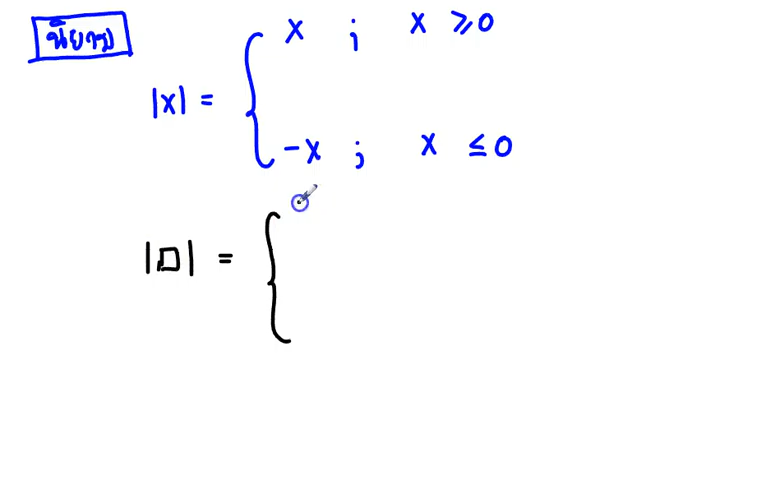 นิยาม
x ; x ≥ 0
|x| = {
-x ; x ≤ 0
|□| = {